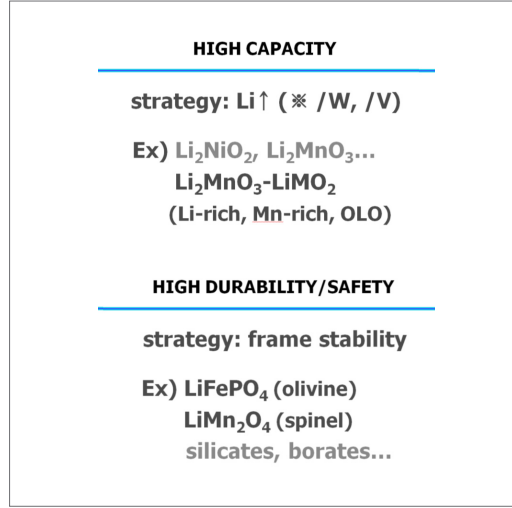 HIGH CAPACITY
strategy: Li↑ (※ /W, /V)
Ex) Li₂NiO₂, Li₂MnO₃...
Li₂MnO₃-LiMO₂
(Li-rich, Mn-rich, OLO)
HIGH DURABILITY/SAFETY
strategy: frame stability
Ex) LiFePO₄ (olivine)
LiMn₂O₄ (spinel)
silicates, borates...